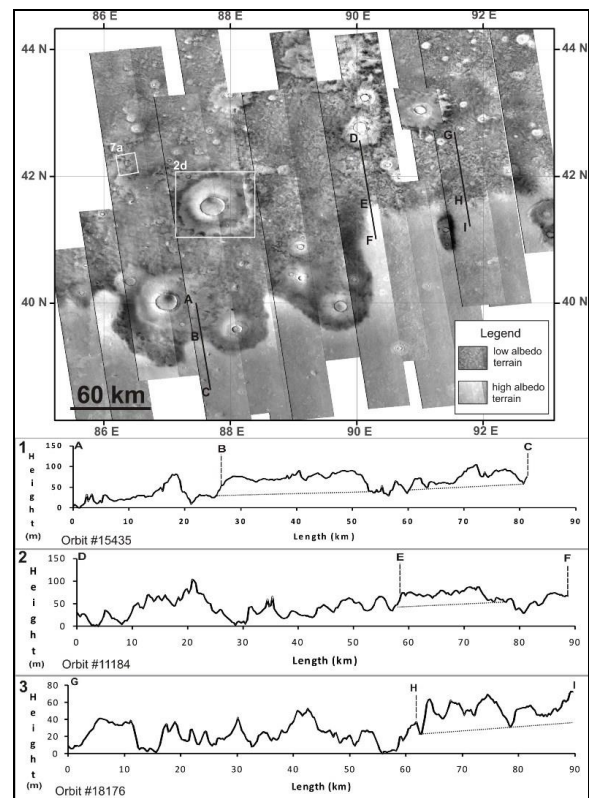 86 E 88 E 90 E 92 E
44 N 44 N
7a
2d
D
G
42 N 42 N
E
H
F
I
40 N 40 N
A
B
C
Legend
low albedo
terrain
high albedo
terrain
60 km
86 E 88 E 90 E 92 E
1
A B C
Height
(m)
150
100
50
0
0 10 20 30 40 50 60 70 80 90
Length (km)
Orbit #15435
2
D E F
Height
(m)
150
100
50
0
0 10 20 30 40 50 60 70 80 90
Length (km)
Orbit #11184
3
G H I
Height
(m)
80
60
40
20
0
0 10 20 30 40 50 60 70 80 90
Length (km)
Orbit #18176